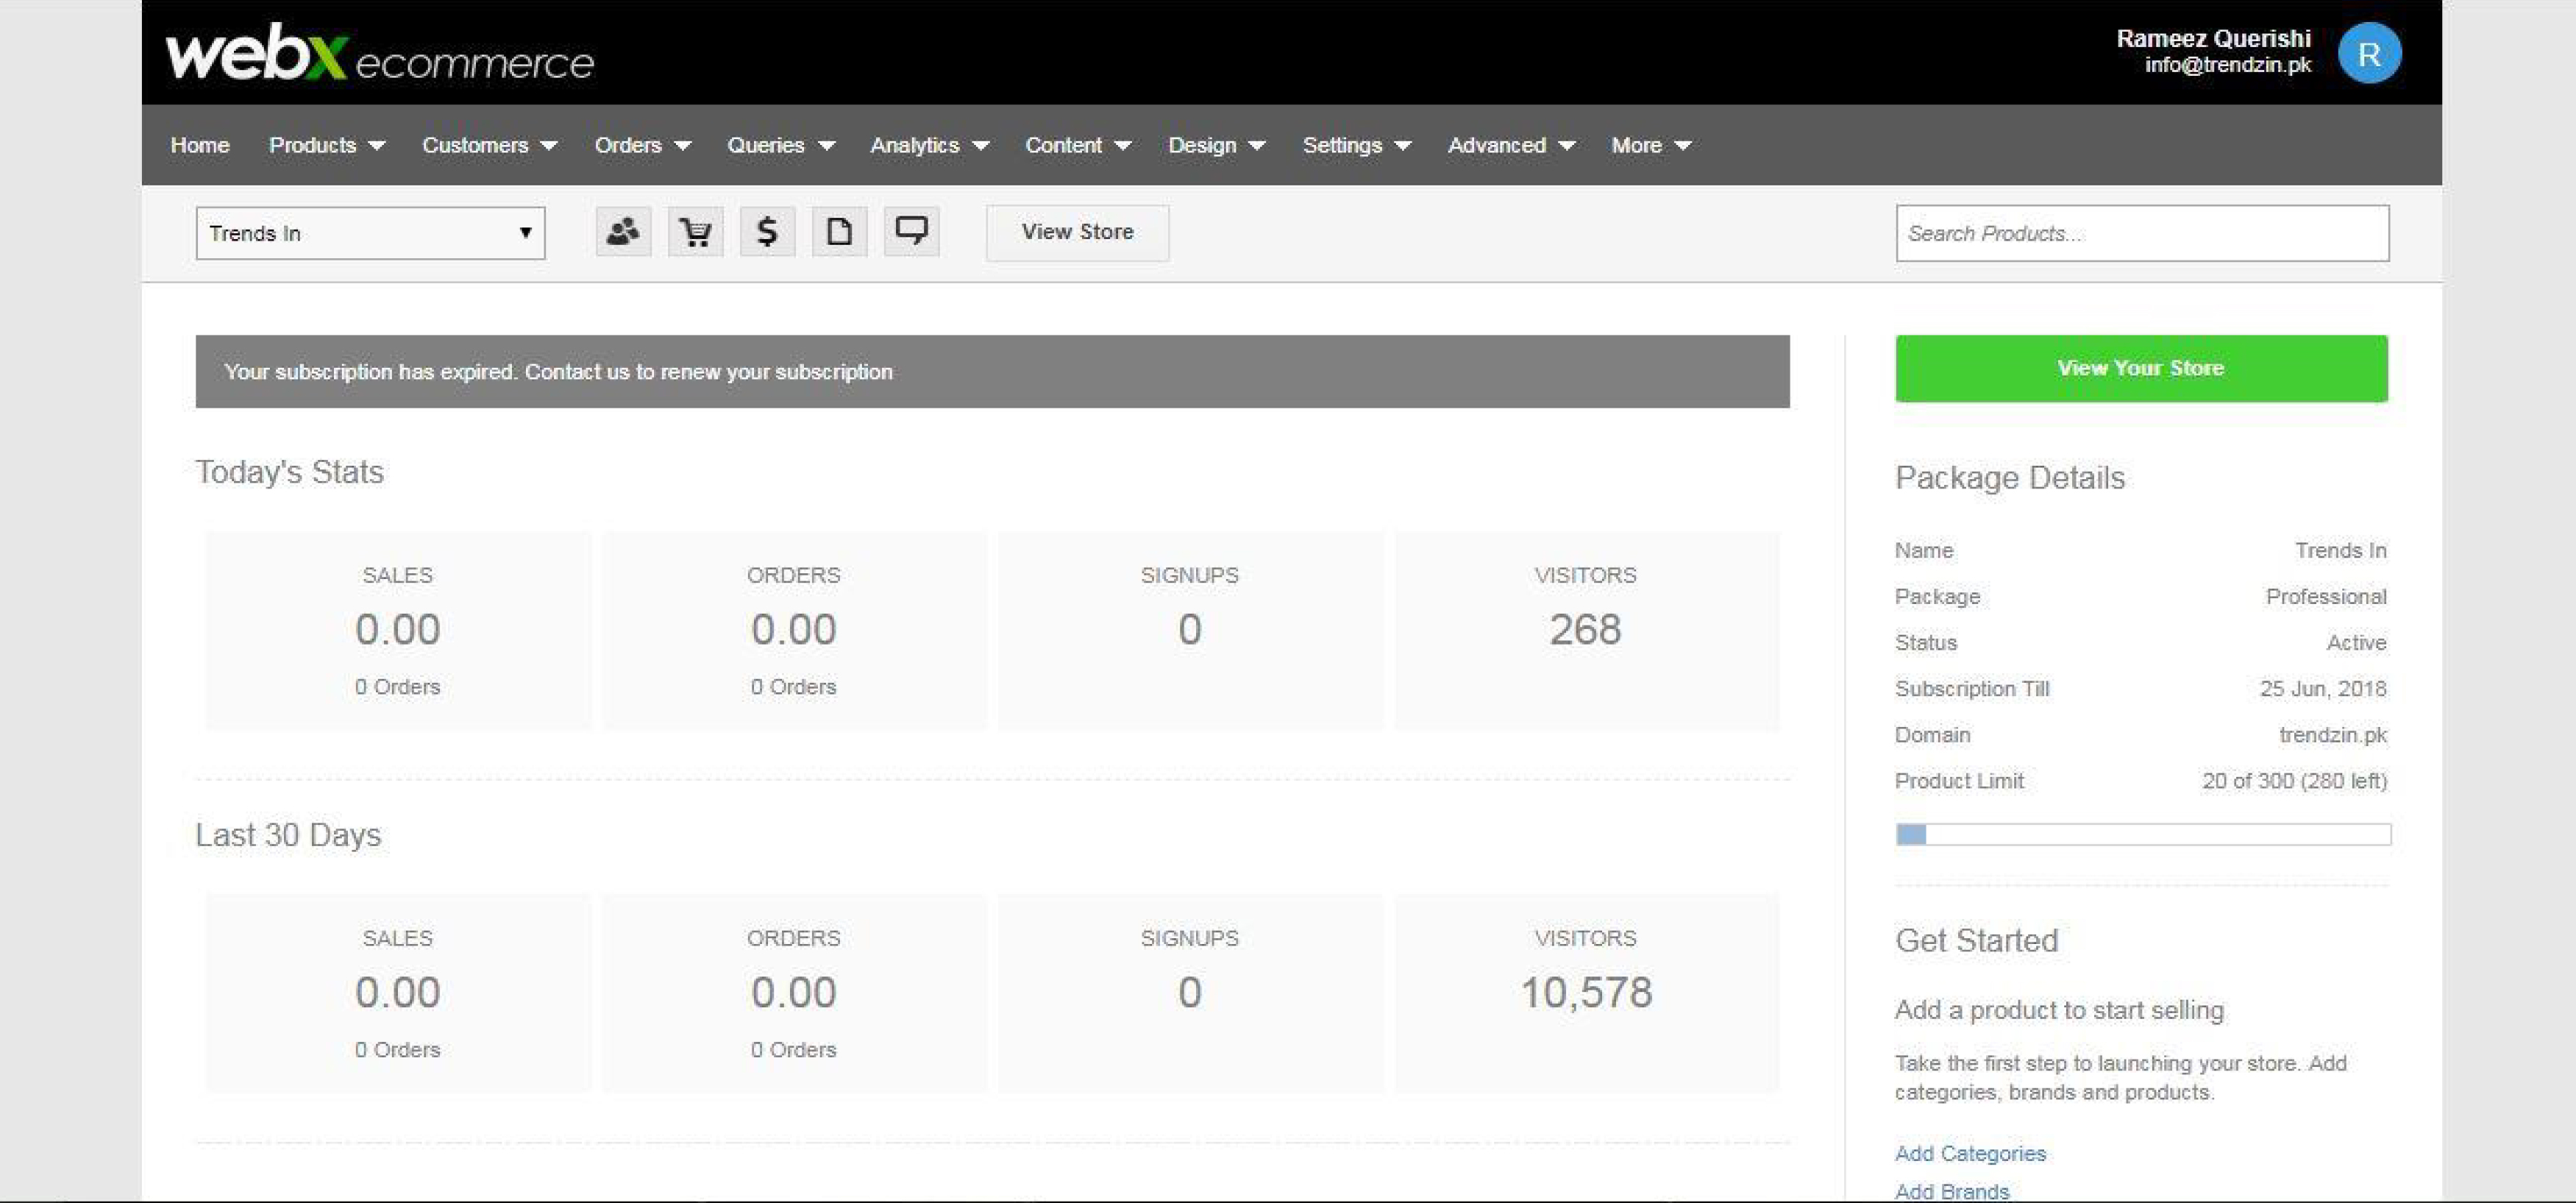 webx ecommerce
Rameez Querishi
info@trendzin.pk
R
Home Products Customers Orders Queries Analytics Content Design Settings Advanced More
Trends In
$
View Store
Search Products...
Your subscription has expired. Contact us to renew your subscription
Today's Stats
SALES ORDERS SIGNUPS VISITORS
0.00 0.00 0 268
0 Orders 0 Orders
Last 30 Days
SALES ORDERS SIGNUPS VISITORS
0.00 0.00 0 10,578
0 Orders 0 Orders
View Your Store
Package Details
Name Trends In
Package Professional
Status Active
Subscription Till 25 Jun, 2018
Domain trendzin.pk
Product Limit 20 of 300 (280 left)
Get Started
Add a product to start selling
Take the first step to launching your store. Add
categories, brands and products.
Add Categories
Add Brands